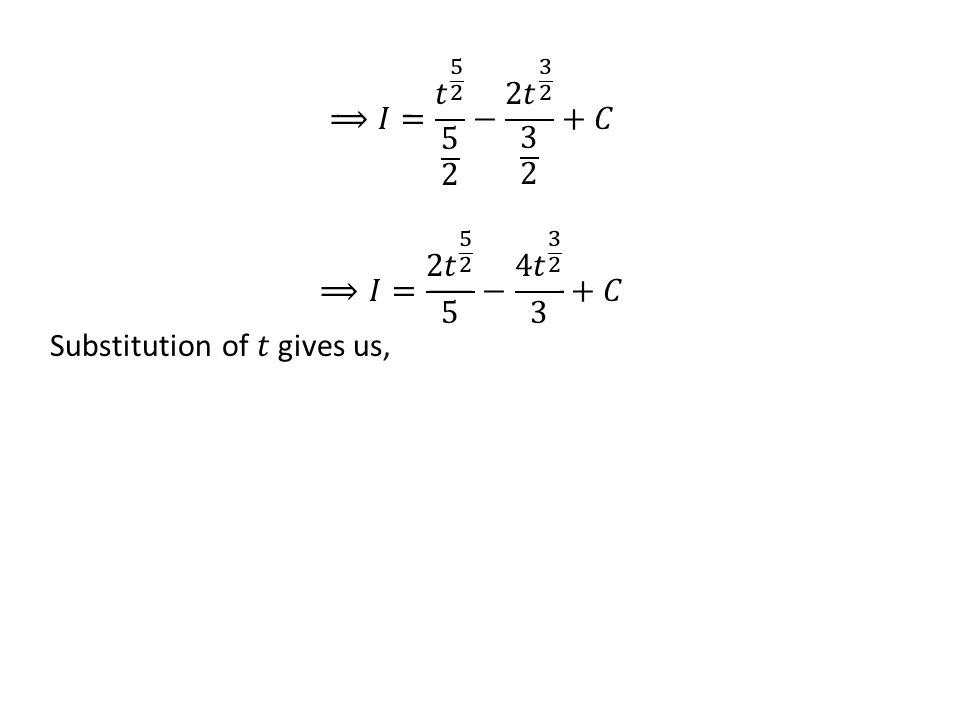 ⟹ 𝐼 = 𝑡^(5/2)/(5/2) − 2𝑡^(3/2)/(3/2) + 𝐶
⟹ 𝐼 = 2𝑡^(5/2)/5 − 4𝑡^(3/2)/3 + 𝐶
Substitution of 𝑡 gives us,